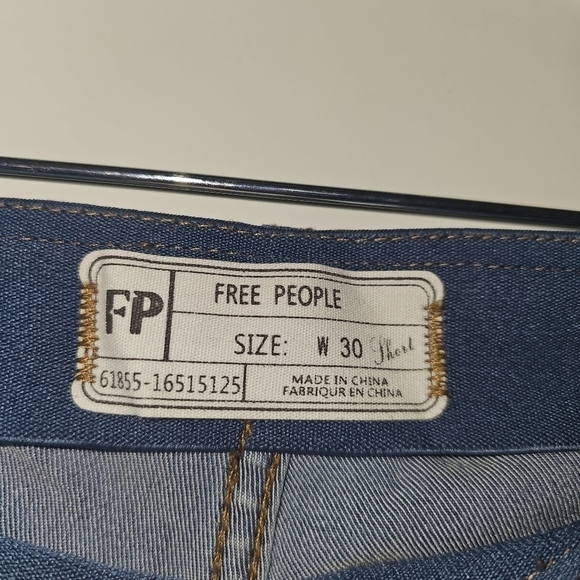 FP
FREE PEOPLE
SIZE: W 30 Short
61855-16515125
MADE IN CHINA
FABRIQUR EN CHINA